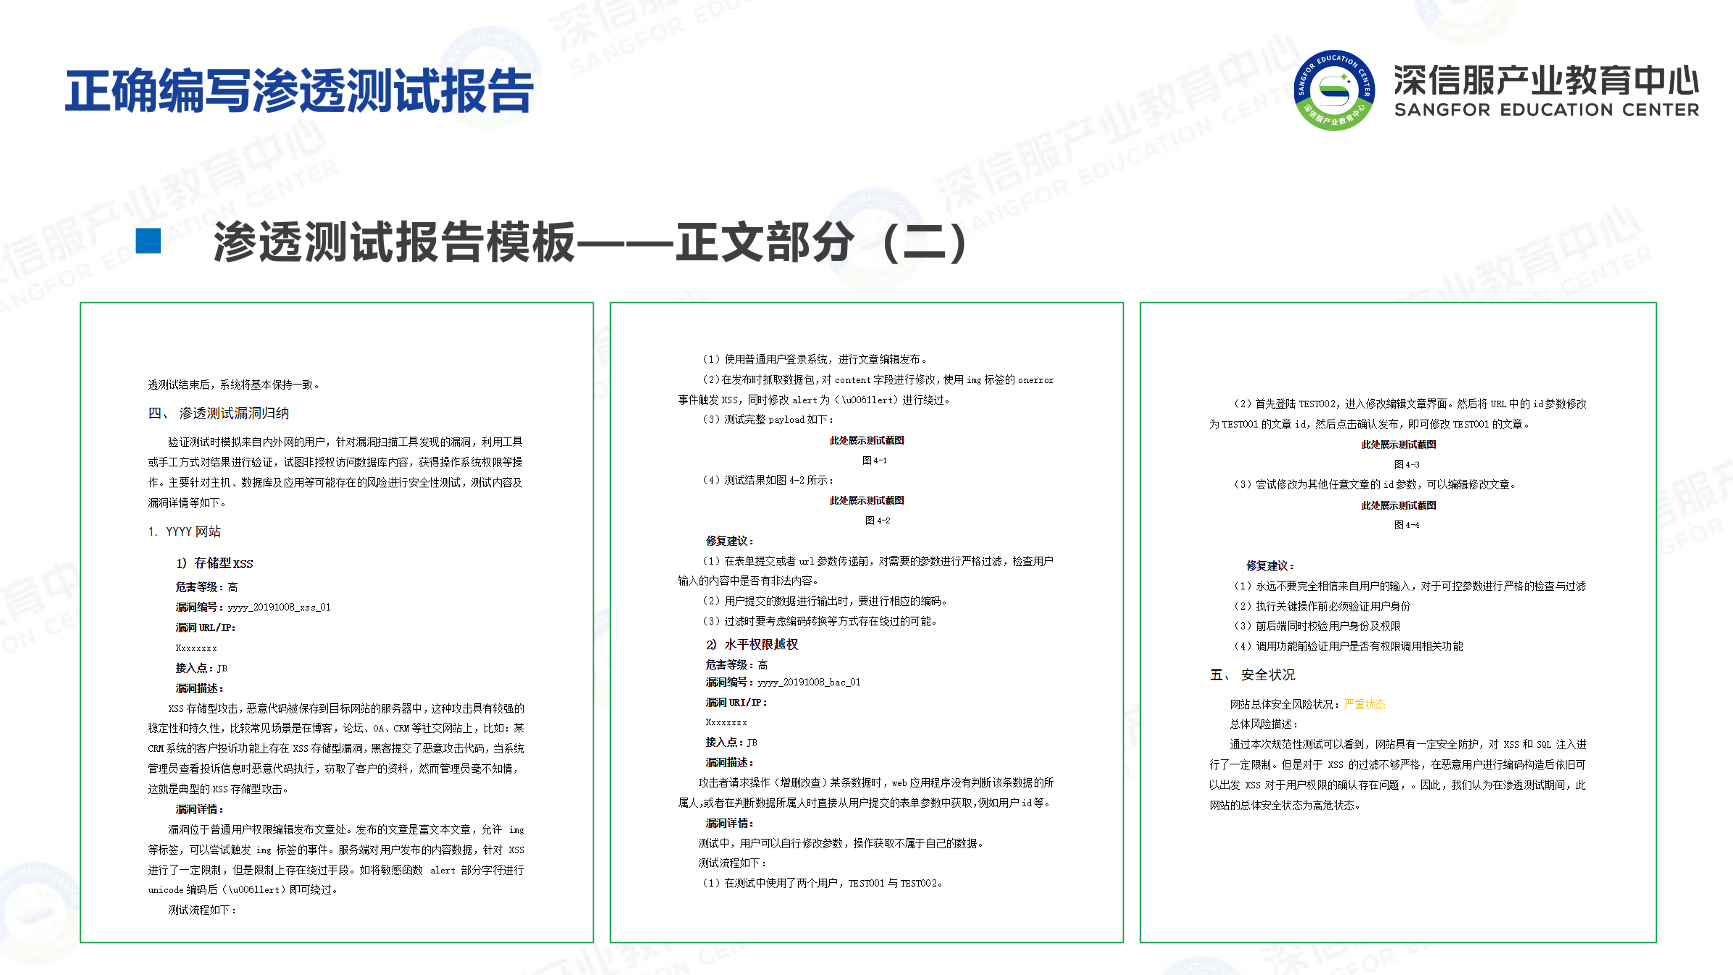 正确编写渗透测试报告
深信服产业教育中心
SANGFOR EDUCATION CENTER
渗透测试报告模板——正文部分（二）
透测试结束后，系统将基本保持一致。
四、 渗透测试漏洞归纳
验证测试时模拟来自内外网的用户，针对漏洞扫描工具发现的漏洞，利用工具
或手工方式对结果进行验证，试图非授权访问数据库内容，获得操作系统权限等操
作。主要针对主机、数据库及应用等可能存在的风险进行安全性测试，测试内容及
漏洞详情等如下。
1. YYYY 网站
1) 存储型 XSS
危害等级：高
漏洞编号：yyyy_20191008_xss_01
漏洞 URL/IP：
Xxxxxxxx
接入点：JB
漏洞描述：
XSS 存储型攻击，恶意代码被保存到目标网站的服务器中，这种攻击具有较强的
稳定性和持久性，比较常见场景是在博客，论坛、OA、CRM 等社交网站上，比如：某
CRM 系统的客户投诉功能上存在 XSS 存储型漏洞，黑客提交了恶意攻击代码，当系统
管理员查看投诉信息时恶意代码执行，窃取了客户的资料，然而管理员毫不知情，
这就是典型的 XSS 存储型攻击。
漏洞详情：
漏洞位于普通用户权限编辑发布文章处。发布的文章是富文本文章，允许 img
等标签，可以尝试触发 img 标签的事件。服务端对用户发布的内容数据，针对 XSS
进行了一定限制，但是限制上存在绕过手段。如将敏感函数 alert 部分字符进行
unicode 编码后（\u0061lert）即可绕过。
测试流程如下：
（1）使用普通用户登录系统，进行文章编辑发布。
（2）在发布时抓取数据包，对 content 字段进行修改，使用 img 标签的 onerror
事件触发 XSS，同时修改 alert 为（\u0061lert）进行绕过。
（3）测试完整 payload 如下：
此处展示测试截图
图 4-1
（4）测试结果如图 4-2 所示：
此处展示测试截图
图 4-2
修复建议：
（1）在表单提交或者 url 参数传递前，对需要的参数进行严格过滤，检查用户
输入的内容中是否有非法内容。
（2）用户提交的数据进行输出时，要进行相应的编码。
（3）过滤时要考虑编码转换等方式存在绕过的可能。
2) 水平权限越权
危害等级：高
漏洞编号：yyyy_20191008_bac_01
漏洞 URI/IP：
Xxxxxxxx
接入点：JB
漏洞描述：
攻击者请求操作（增删改查）某条数据时，web 应用程序没有判断该条数据的所
属人，或者在判断数据所属人时直接从用户提交的表单参数中获取，例如用户 id 等。
漏洞详情：
测试中，用户可以自行修改参数，操作获取不属于自己的数据。
测试流程如下：
（1）在测试中使用了两个用户，TEST001 与 TEST002。
（2）首先登陆 TEST002，进入修改编辑文章界面。然后将 URL 中的 id 参数修改
为 TEST001 的文章 id，然后点击确认发布，即可修改 TEST001 的文章。
此处展示测试截图
图 4-3
（3）尝试修改为其他任意文章的 id 参数，可以编辑修改文章。
此处展示测试截图
图 4-4
修复建议：
（1）永远不要完全相信来自用户的输入，对于可控参数进行严格的检查与过滤
（2）执行关键操作前必须验证用户身份
（3）前后端同时校验用户身份及权限
（4）调用功能前验证用户是否有权限调用相关功能
五、 安全状况
网站总体安全风险状况：严重状态
总体风险描述：
通过本次规范性测试可以看到，网站具有一定安全防护，对 XSS 和 SQL 注入进
行了一定限制。但是对于 XSS 的过滤不够严格，在恶意用户进行编码构造后依旧可
以出发 XSS 对于用户权限的确认存在问题，。因此，我们认为在渗透测试期间，此
网站的总体安全状态为高危状态。